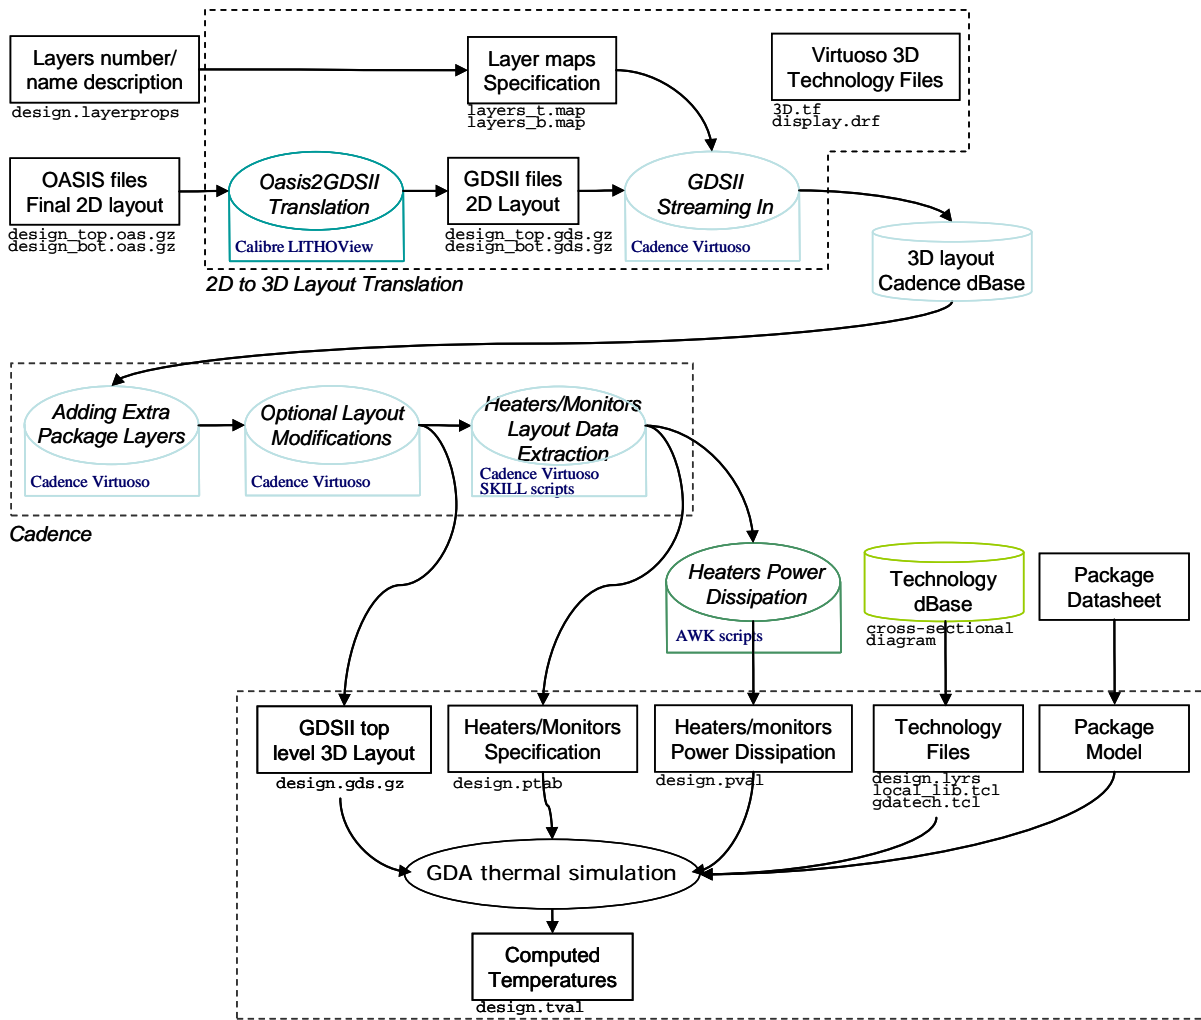 Layers number/
name description
design.layerprops
Layer maps
Specification
layers_t.map
layers_b.map
Virtuoso 3D
Technology Files
3D.tf
display.drf
OASIS files
Final 2D layout
design_top.oas.gz
design_bot.oas.gz
Oasis2GDSII
Translation
Calibre LITHOView
GDSII files
2D Layout
design_top.gds.gz
design_bot.gds.gz
GDSII
Streaming In
Cadence Virtuoso
3D layout
Cadence dBase
2D to 3D Layout Translation
Adding Extra
Package Layers
Cadence Virtuoso
Optional Layout
Modifications
Cadence Virtuoso
Heaters/Monitors
Layout Data
Extraction
Cadence Virtuoso
SKILL scripts
Cadence
Heaters Power
Dissipation
AWK scripts
Technology
dBase
cross-sectional
diagram
Package
Datasheet
GDSII top
level 3D Layout
design.gds.gz
Heaters/Monitors
Specification
design.ptab
Heaters/monitors
Power Dissipation
design.pval
Technology
Files
design.lyrs
local_lib.tcl
gdatech.tcl
Package
Model
GDA thermal simulation
Computed
Temperatures
design.tval